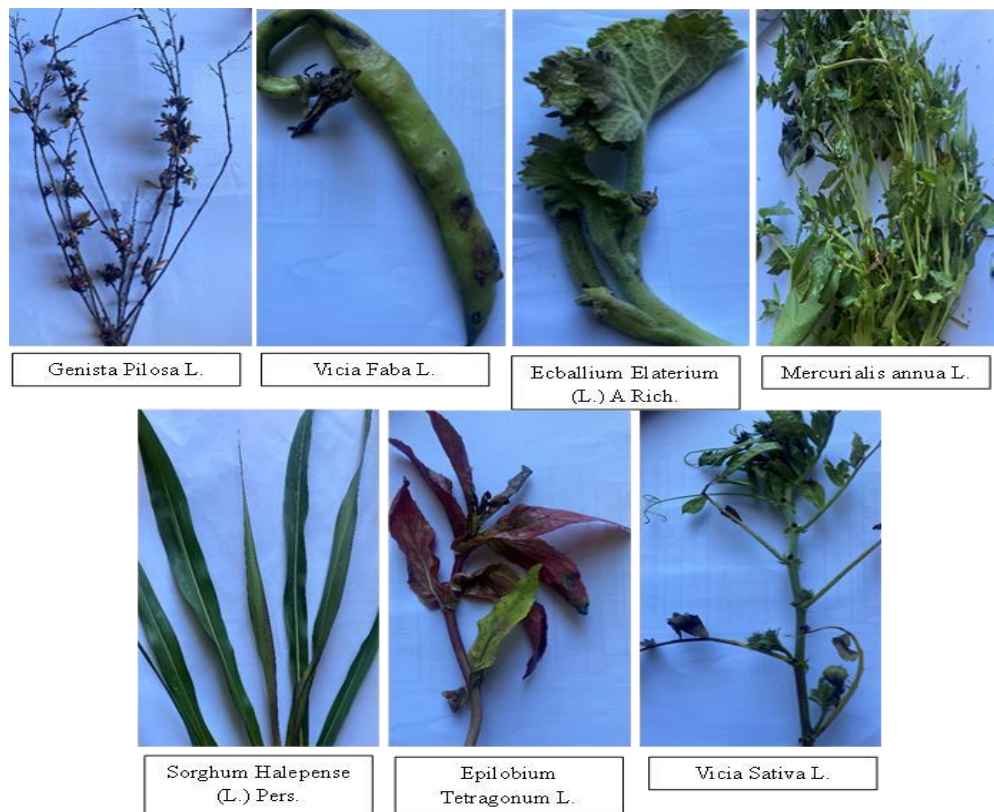 Genista Pilosa L.
Vicia Faba L.
Ecballium Elaterium
(L.) A Rich.
Mercurialis annua L.
Sorghum Halepense
(L.) Pers.
Epilobium
Tetragonum L.
Vicia Sativa L.